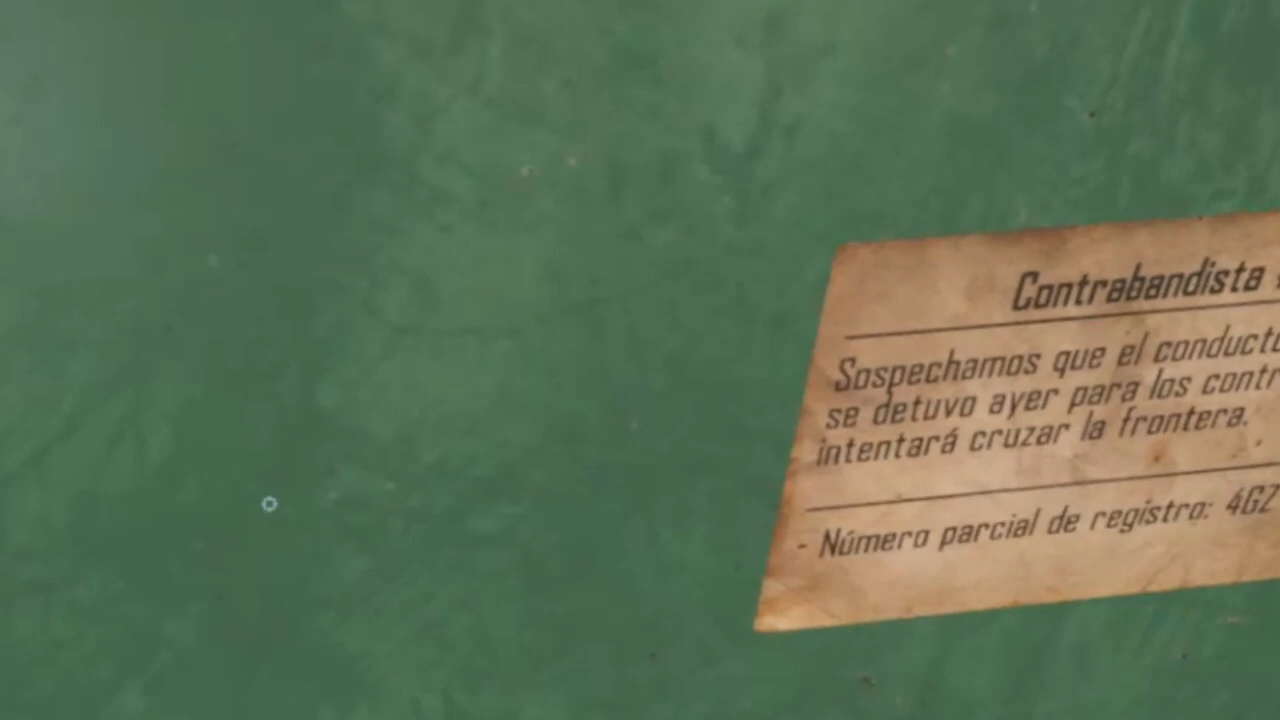 Contrabandista
Sospechamos que el conducto
se detuvo ayer para los contr
intentará cruzar la frontera.
- Número parcial de registro: 4GZ